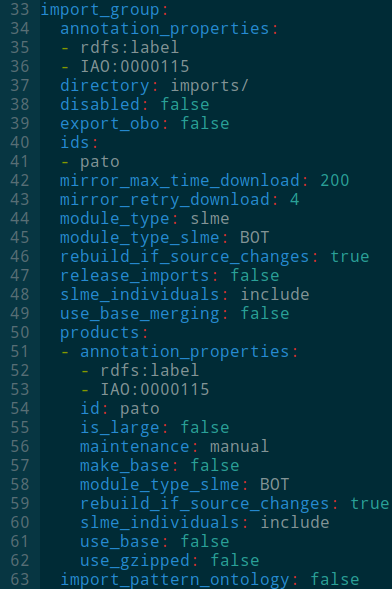 33 import_group:
34   annotation_properties:
35   - rdfs:label
36   - IAO:0000115
37   directory: imports/
38   disabled: false
39   export_obo: false
40   ids:
41   - pato
42   mirror_max_time_download: 200
43   mirror_retry_download: 4
44   module_type: slme
45   module_type_slme: BOT
46   rebuild_if_source_changes: true
47   release_imports: false
48   slme_individuals: include
49   use_base_merging: false
50   products:
51   - annotation_properties:
52     - rdfs:label
53     - IAO:0000115
54     id: pato
55     is_large: false
56     maintenance: manual
57     make_base: false
58     module_type_slme: BOT
59     rebuild_if_source_changes: true
60     slme_individuals: include
61     use_base: false
62     use_gzipped: false
63   import_pattern_ontology: false